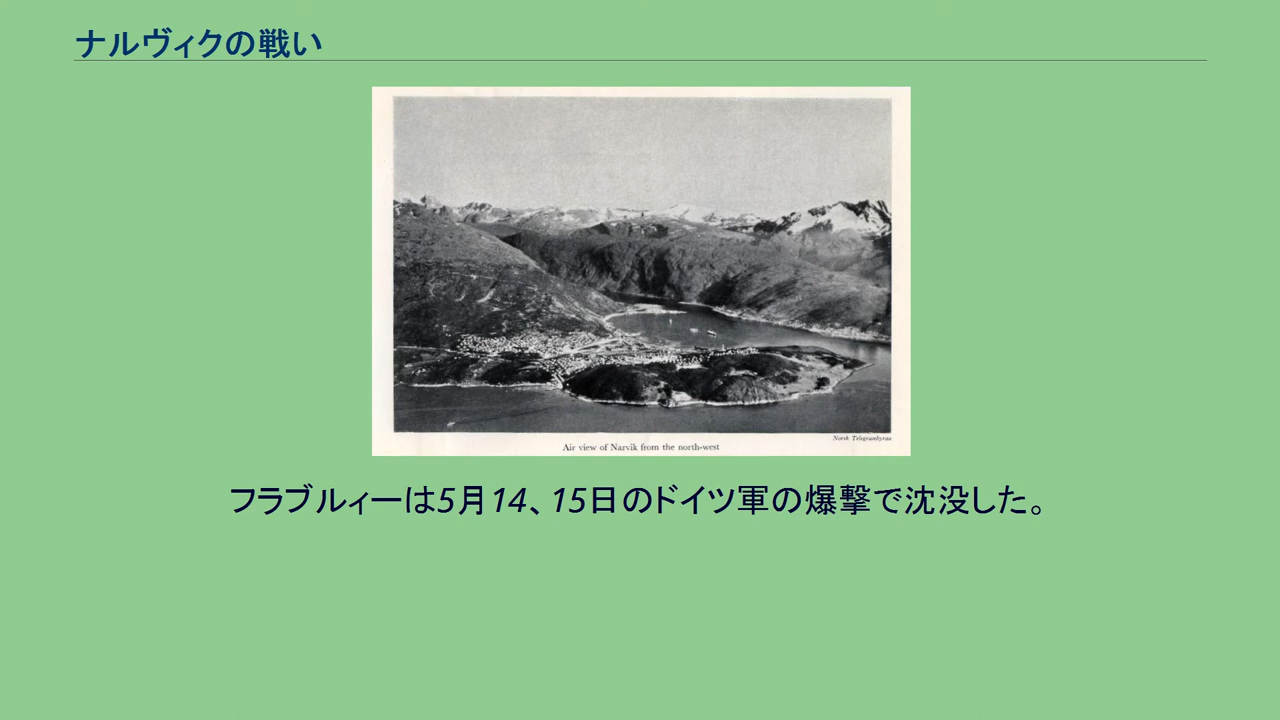 ナルヴィクの戦い
Norsk Telegrambyrau
Air view of Narvik from the north-west
フラブルィーは5月14、15日のドイツ軍の爆撃で沈没した。